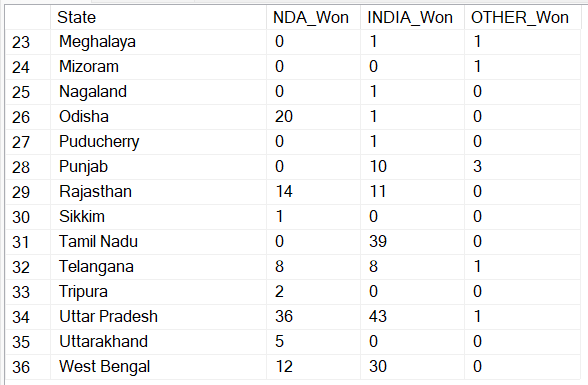 State NDA_Won INDIA_Won OTHER_Won
23 Meghalaya 0 1 1
24 Mizoram 0 0 1
25 Nagaland 0 1 0
26 Odisha 20 1 0
27 Puducherry 0 1 0
28 Punjab 0 10 3
29 Rajasthan 14 11 0
30 Sikkim 1 0 0
31 Tamil Nadu 0 39 0
32 Telangana 8 8 1
33 Tripura 2 0 0
34 Uttar Pradesh 36 43 1
35 Uttarakhand 5 0 0
36 West Bengal 12 30 0